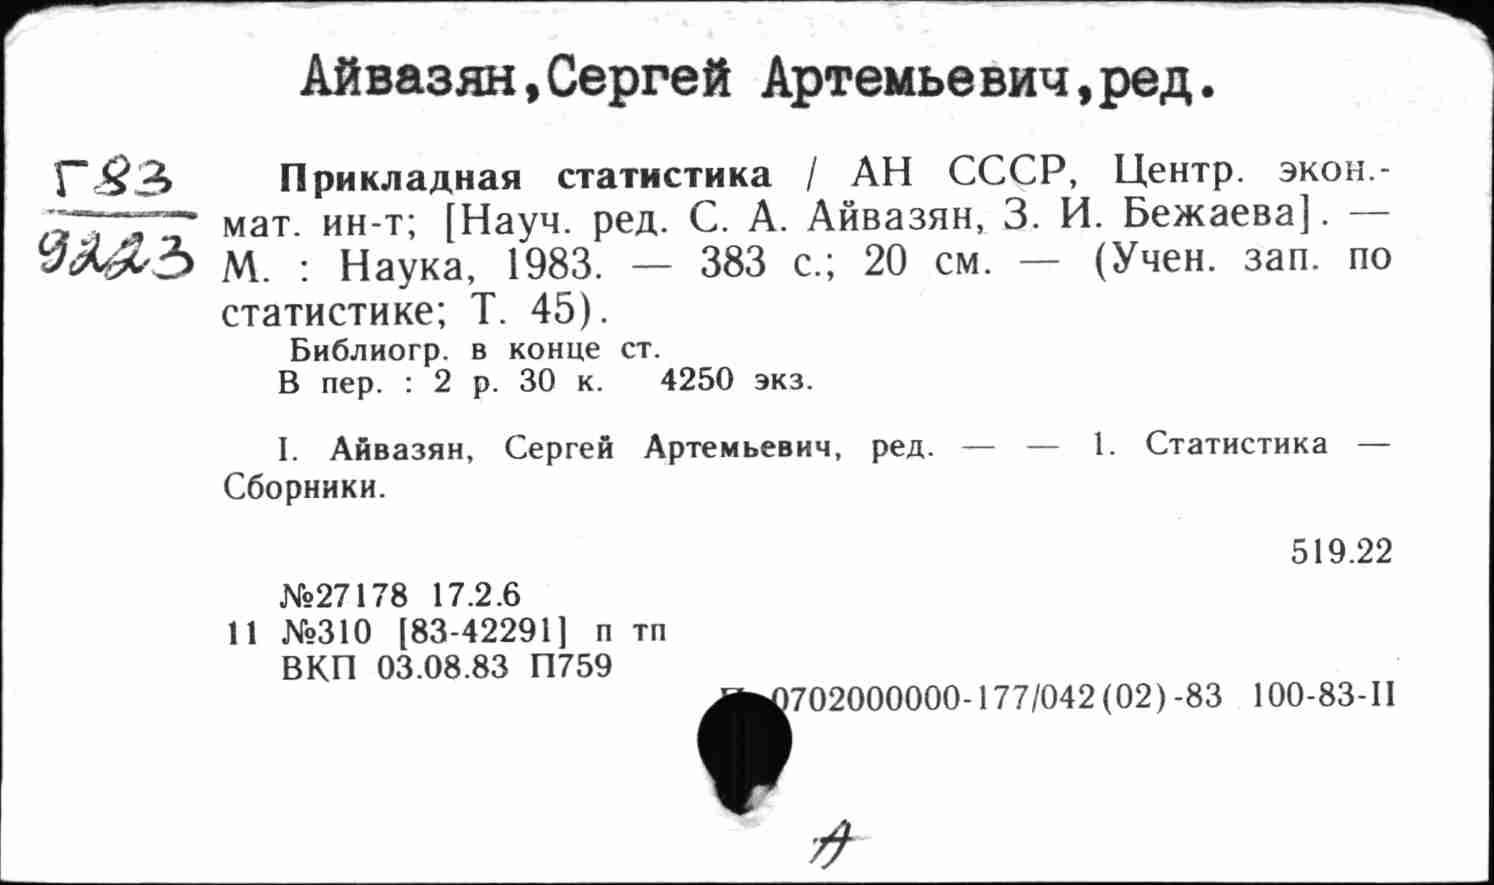 Айвазян,Сергей Артемьевич,ред.
Г83
9223
Прикладная статистика / АН СССР, Центр. экон.-
мат. ин-т; [Науч. ред. С. А. Айвазян, З. И. Бежаева]. —
М. : Наука, 1983. — 383 с.; 20 см. — (Учен. зап. по
статистике; Т. 45).
Библиогр. в конце ст.
В пер. : 2 р. 30 к. 4250 экз.
I. Айвазян, Сергей Артемьевич, ред. — — 1. Статистика —
Сборники.
519.22
№27178 17.2.6
11 №310 [83-42291] п тп
ВКП 03.08.83 П759
0702000000-177/042(02)-83 100-83-II
А